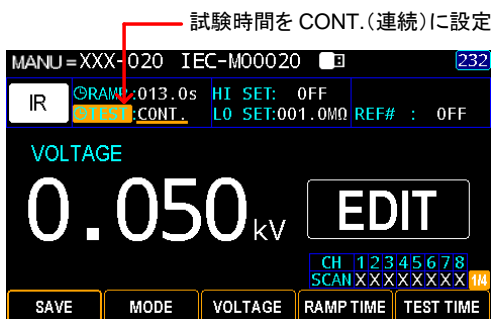 試験時間を CONT.(連続)に設定
MANU=XXX-020 IEC-M00020 232
IR RAMP:013.0s HI SET: OFF
TEST:CONT. LO SET:001.0MΩ REF# : OFF
VOLTAGE
0.050 kV EDIT
CH 1 2 3 4 5 6 7 8
SCAN X X X X X X X X 1/4
SAVE MODE VOLTAGE RAMP TIME TEST TIME